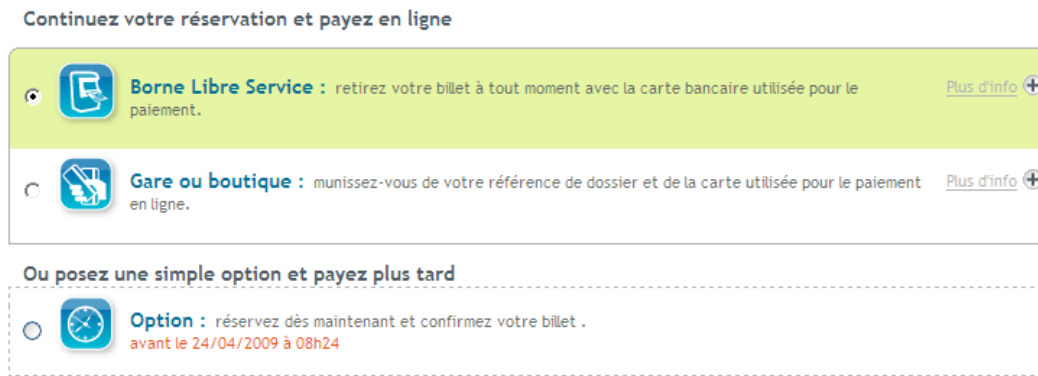 Continuez votre réservation et payez en ligne
Borne Libre Service : retirez votre billet à tout moment avec la carte bancaire utilisée pour le
paiement.
Plus d'info
Gare ou boutique : munissez-vous de votre référence de dossier et de la carte utilisée pour le paiement
en ligne.
Plus d'info
Ou posez une simple option et payez plus tard
Option : réservez dès maintenant et confirmez votre billet .
avant le 24/04/2009 à 08h24